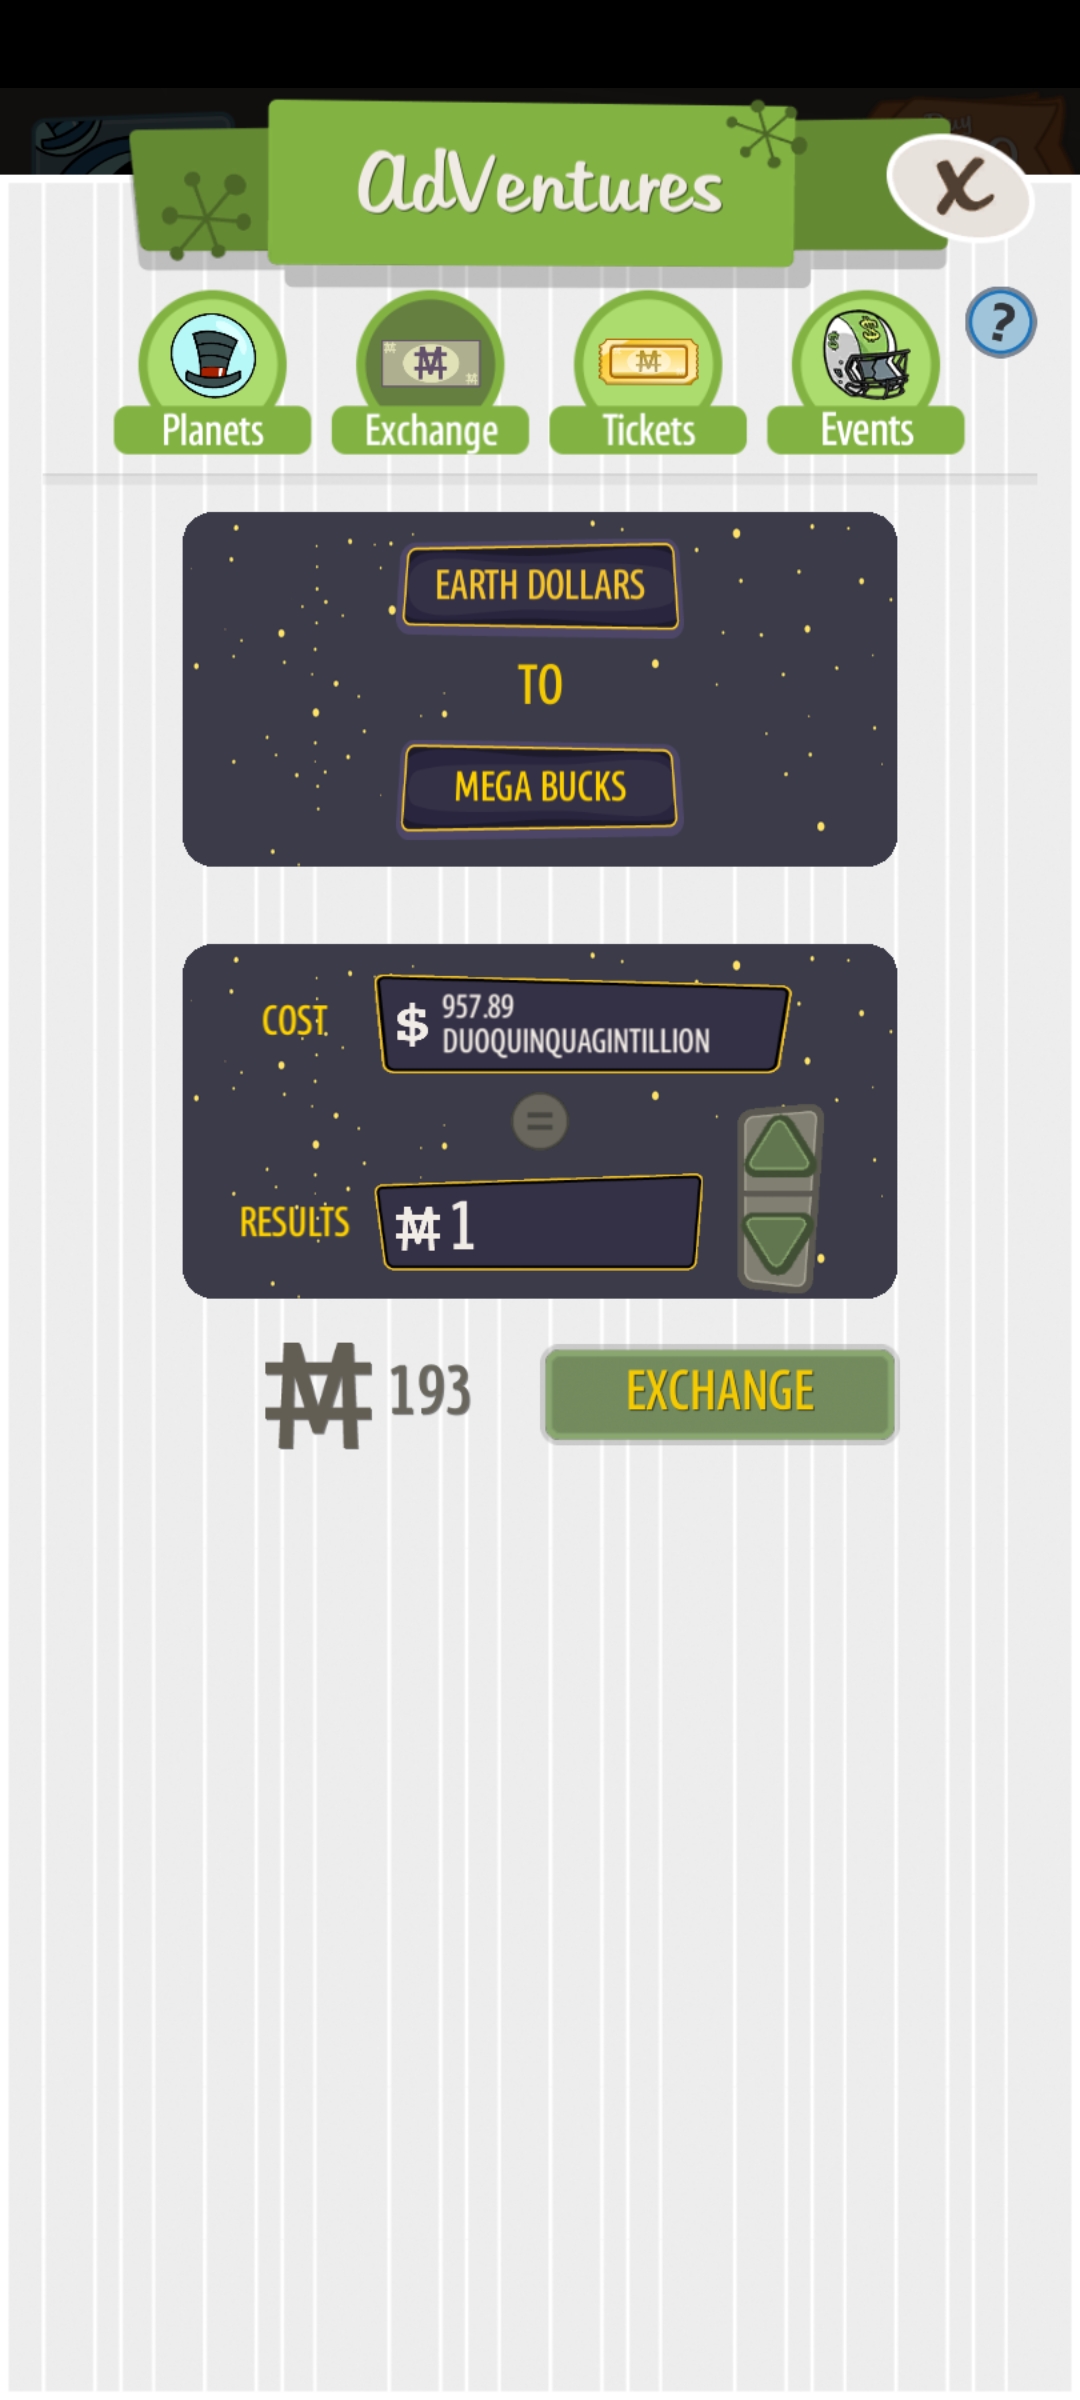 adVentures
X
?
Planets
Exchange
Tickets
Events
EARTH DOLLARS
TO
MEGA BUCKS
COST
$ 957.89
DUOQUINQUAGINTILLION
=
RESULTS
1
193
EXCHANGE